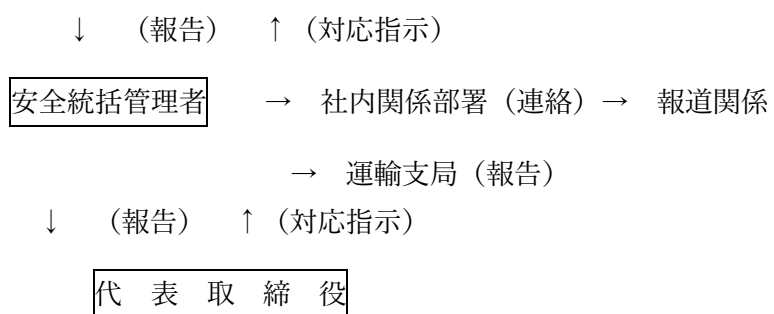 ↓　（報告）　↑（対応指示）
安全統括管理者　→　社内関係部署（連絡）→　報道関係
→　運輸支局（報告）
↓　（報告）　↑（対応指示）
代　表　取　締　役